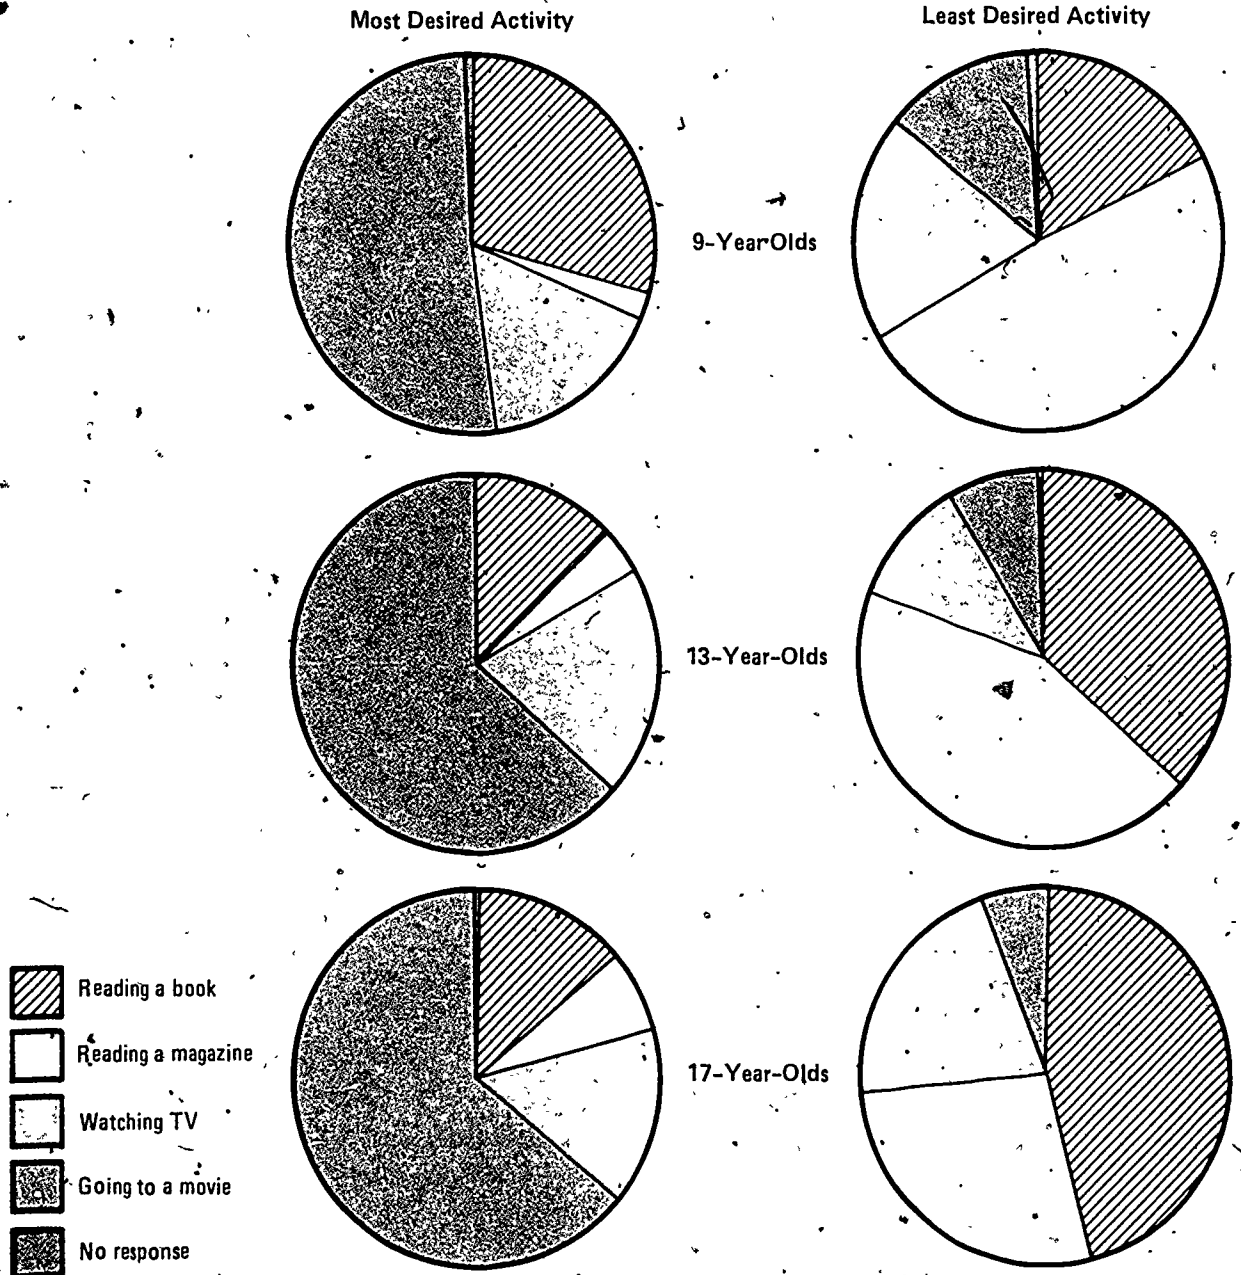 Most Desired Activity
Least Desired Activity
9-Year Olds
13-Year-Olds
17-Year-Olds
Reading a book
Reading a magazine
Watching TV
Going to a movie
No response